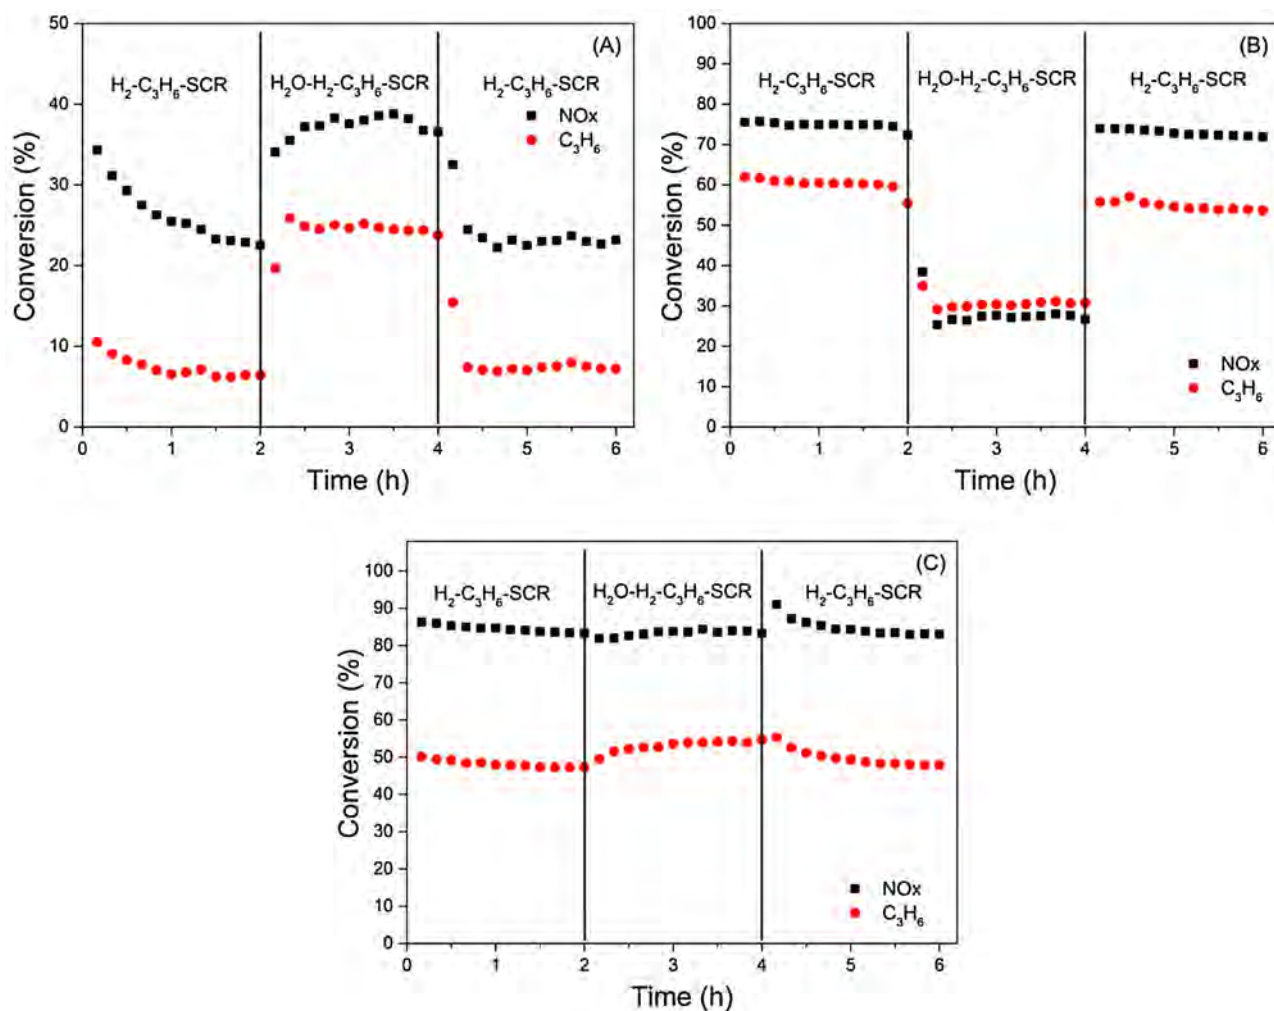 (A)
H₂-C₃H₆-SCR
H₂O-H₂-C₃H₆-SCR
H₂-C₃H₆-SCR
NOx
C₃H₆
50
40
30
20
10
0
Conversion (%)
0 1 2 3 4 5 6
Time (h)
(B)
H₂-C₃H₆-SCR
H₂O-H₂-C₃H₆-SCR
H₂-C₃H₆-SCR
100
90
80
70
60
50
40
30
20
10
0
Conversion (%)
NOx
C₃H₆
0 1 2 3 4 5 6
Time (h)
(C)
H₂-C₃H₆-SCR
H₂O-H₂-C₃H₆-SCR
H₂-C₃H₆-SCR
100
90
80
70
60
50
40
30
20
10
0
Conversion (%)
NOx
C₃H₆
0 1 2 3 4 5 6
Time (h)